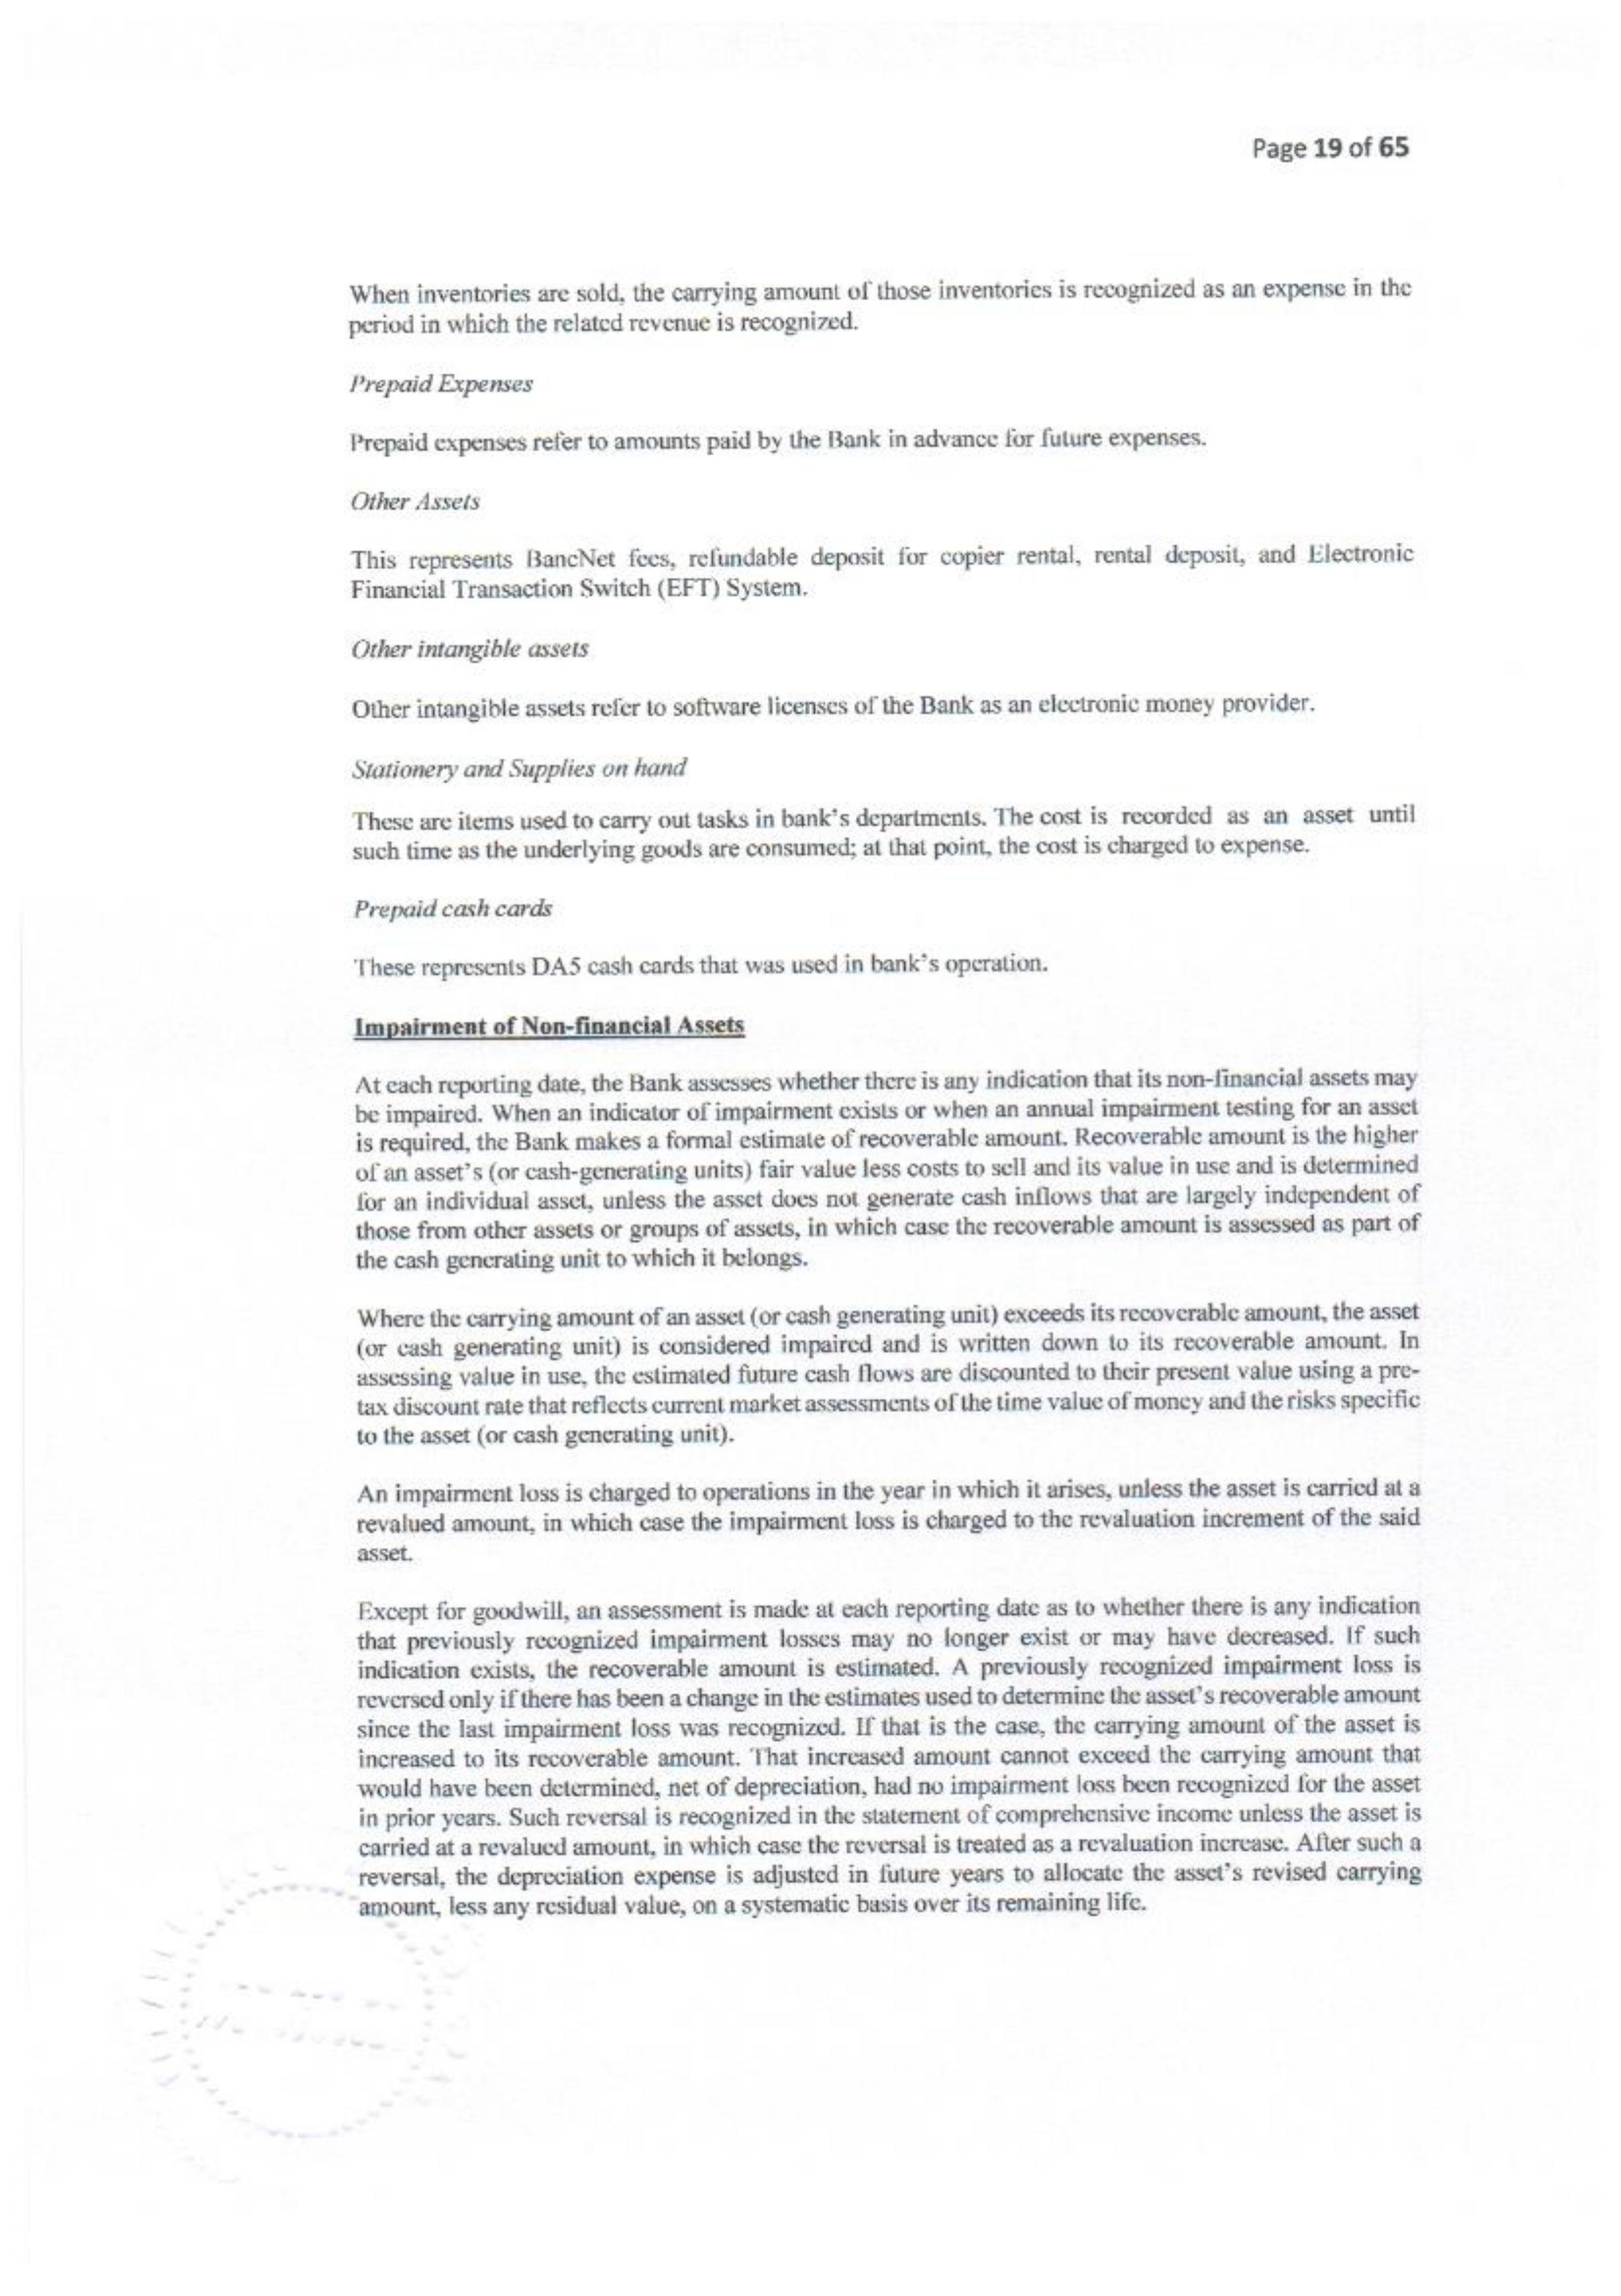 Page 19 of 65
When inventories are sold, the carrying amount of those inventories is recognized as an expense in the
period in which the related revenue is recognized.
Prepaid Expenses
Prepaid expenses refer to amounts paid by the Bank in advance for future expenses.
Other Assets
This represents BancNet fees, refundable deposit for copier rental, rental deposit, and Electronic
Financial Transaction Switch (EFT) System.
Other intangible assets
Other intangible assets refer to software licenses of the Bank as an electronic money provider.
Stationery and Supplies on hand
These are items used to carry out tasks in bank's departments. The cost is recorded as an asset until
such time as the underlying goods are consumed; at that point, the cost is charged to expense.
Prepaid cash cards
These represents DA5 cash cards that was used in bank's operation.
Impairment of Non-financial Assets
At each reporting date, the Bank assesses whether there is any indication that its non-financial assets may
be impaired. When an indicator of impairment exists or when an annual impairment testing for an asset
is required, the Bank makes a formal estimate of recoverable amount. Recoverable amount is the higher
of an asset's (or cash-generating units) fair value less costs to sell and its value in use and is determined
for an individual asset, unless the asset does not generate cash inflows that are largely independent of
those from other assets or groups of assets, in which case the recoverable amount is assessed as part of
the cash generating unit to which it belongs.
Where the carrying amount of an asset (or cash generating unit) exceeds its recoverable amount, the asset
(or cash generating unit) is considered impaired and is written down to its recoverable amount. In
assessing value in use, the estimated future cash flows are discounted to their present value using a pre-
tax discount rate that reflects current market assessments of the time value of money and the risks specific
to the asset (or cash generating unit).
An impairment loss is charged to operations in the year in which it arises, unless the asset is carried at a
revalued amount, in which case the impairment loss is charged to the revaluation increment of the said
asset.
Except for goodwill, an assessment is made at each reporting date as to whether there is any indication
that previously recognized impairment losses may no longer exist or may have decreased. If such
indication exists, the recoverable amount is estimated. A previously recognized impairment loss is
reversed only if there has been a change in the estimates used to determine the asset's recoverable amount
since the last impairment loss was recognized. If that is the case, the carrying amount of the asset is
increased to its recoverable amount. That increased amount cannot exceed the carrying amount that
would have been determined, net of depreciation, had no impairment loss been recognized for the asset
in prior years. Such reversal is recognized in the statement of comprehensive income unless the asset is
carried at a revalued amount, in which case the reversal is treated as a revaluation increase. After such a
reversal, the depreciation expense is adjusted in future years to allocate the asset's revised carrying
amount, less any residual value, on a systematic basis over its remaining life.